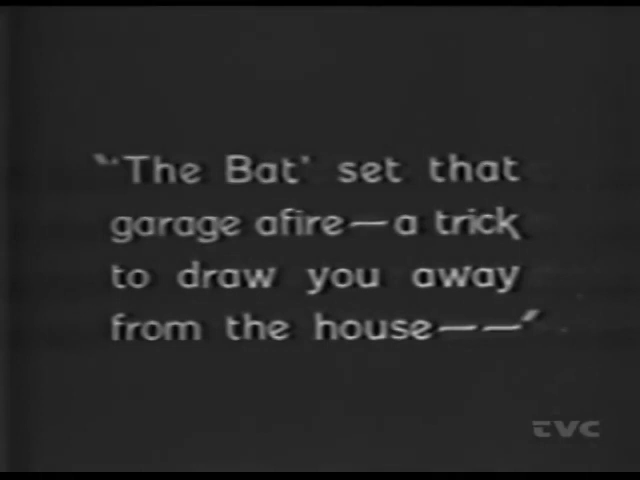 "'The Bat' set that
garage afire—a trick
to draw you away
from the house——"
TVC